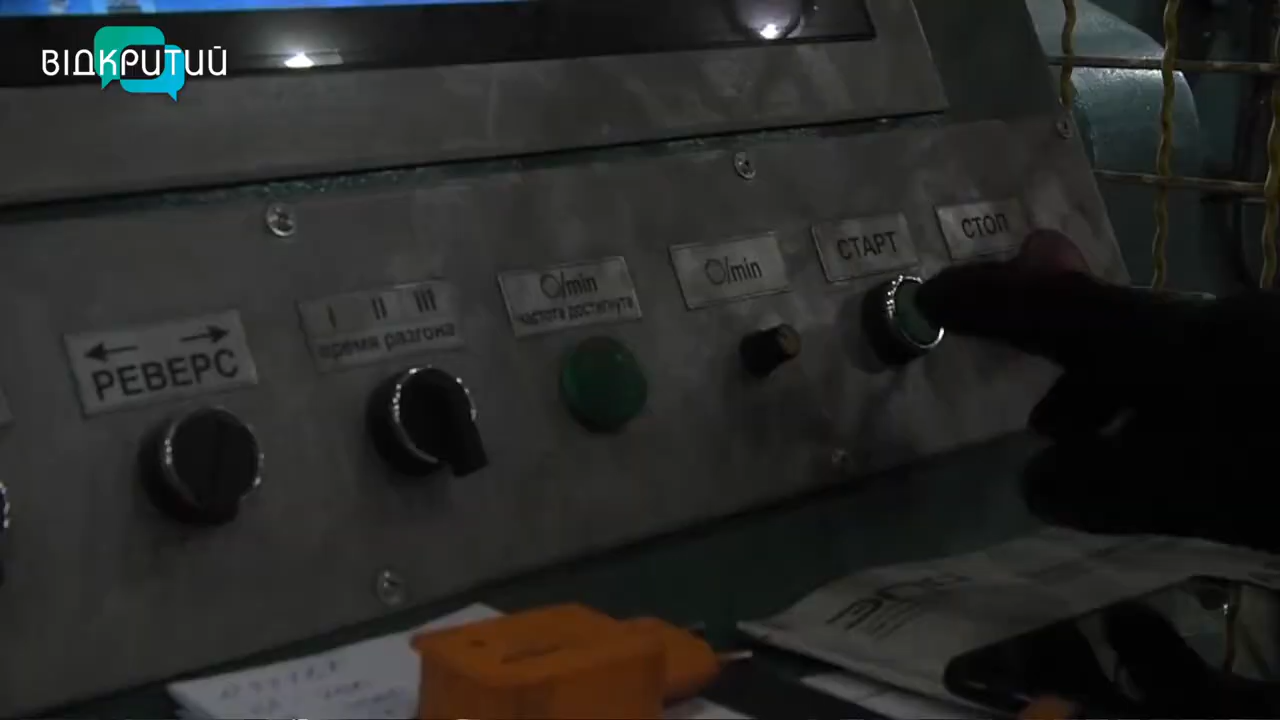 ВІДКРИТИЙ
РЕВЕРС
I II III
время разгона
/min
частота достигнута
/min
СТАРТ
СТОП